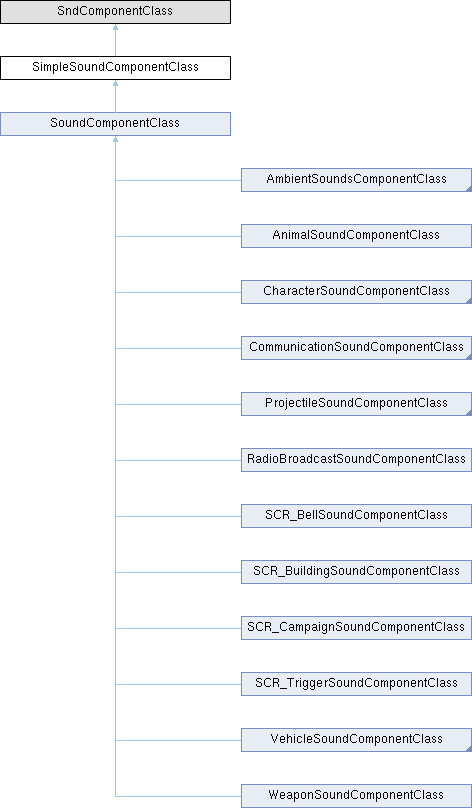 SndComponentClass
SimpleSoundComponentClass
SoundComponentClass
AmbientSoundsComponentClass
AnimalSoundComponentClass
CharacterSoundComponentClass
CommunicationSoundComponentClass
ProjectileSoundComponentClass
RadioBroadcastSoundComponentClass
SCR_BellSoundComponentClass
SCR_BuildingSoundComponentClass
SCR_CampaignSoundComponentClass
SCR_TriggerSoundComponentClass
VehicleSoundComponentClass
WeaponSoundComponentClass